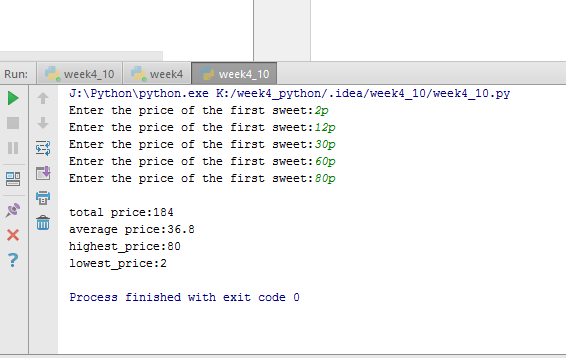 Run: week4_10 week4 week4_10
J:\Python\python.exe K:/week4_python/.idea/week4_10/week4_10.py
Enter the price of the first sweet:2p
Enter the price of the first sweet:12p
Enter the price of the first sweet:30p
Enter the price of the first sweet:60p
Enter the price of the first sweet:80p
total price:184
average price:36.8
highest_price:80
lowest_price:2
Process finished with exit code 0